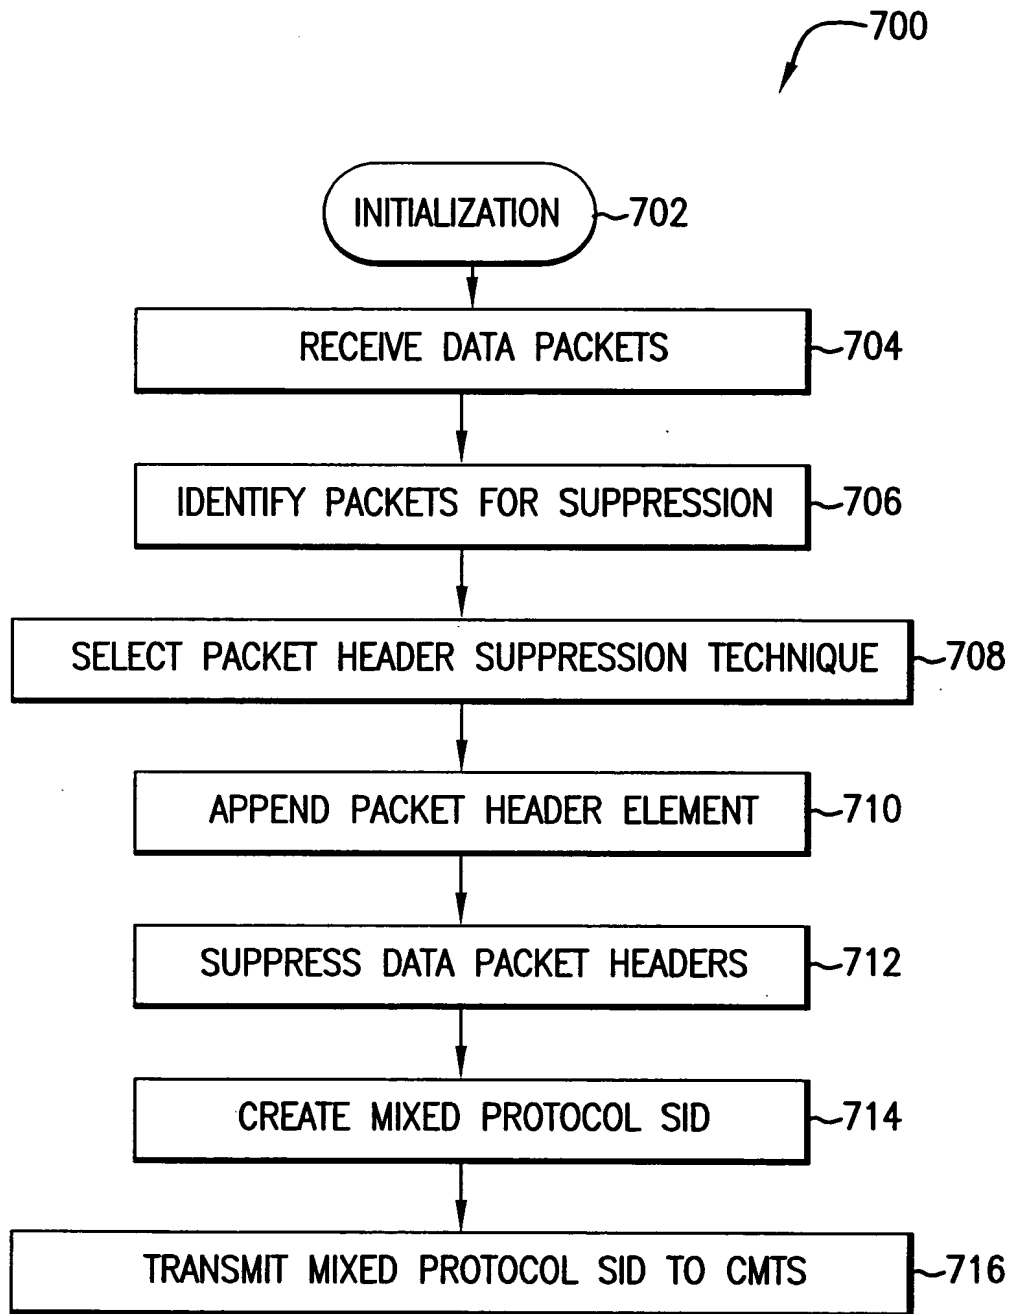 700
INITIALIZATION 702
RECEIVE DATA PACKETS 704
IDENTIFY PACKETS FOR SUPPRESSION 706
SELECT PACKET HEADER SUPPRESSION TECHNIQUE 708
APPEND PACKET HEADER ELEMENT 710
SUPPRESS DATA PACKET HEADERS 712
CREATE MIXED PROTOCOL SID 714
TRANSMIT MIXED PROTOCOL SID TO CMTS 716